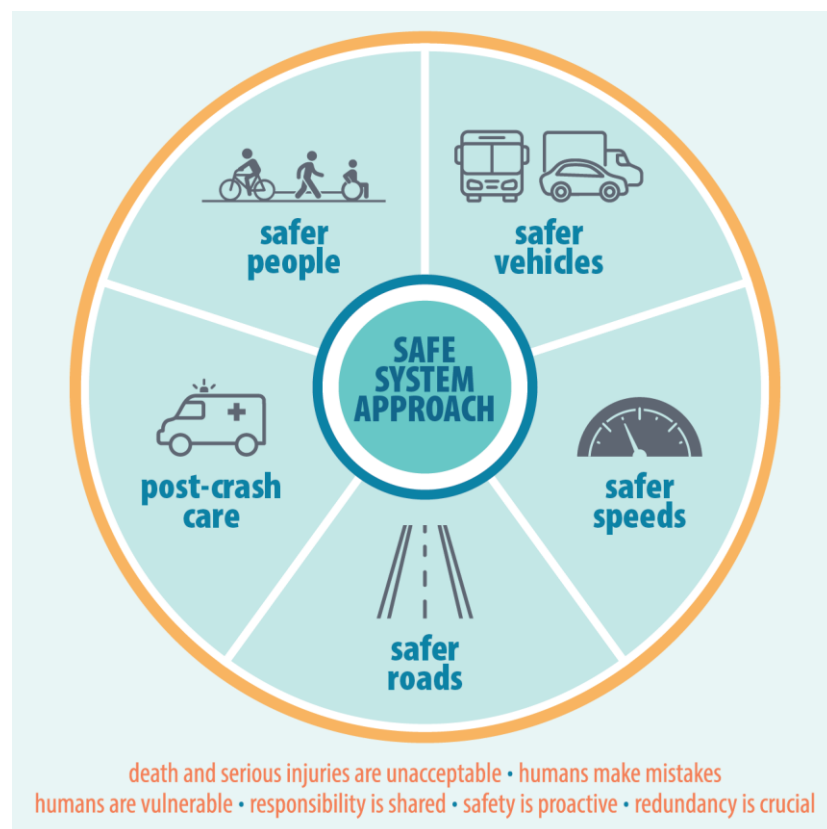 safer
people
safer
vehicles
SAFE
SYSTEM
APPROACH
post-crash
care
safer
speeds
safer
roads
death and serious injuries are unacceptable • humans make mistakes
humans are vulnerable • responsibility is shared • safety is proactive • redundancy is crucial